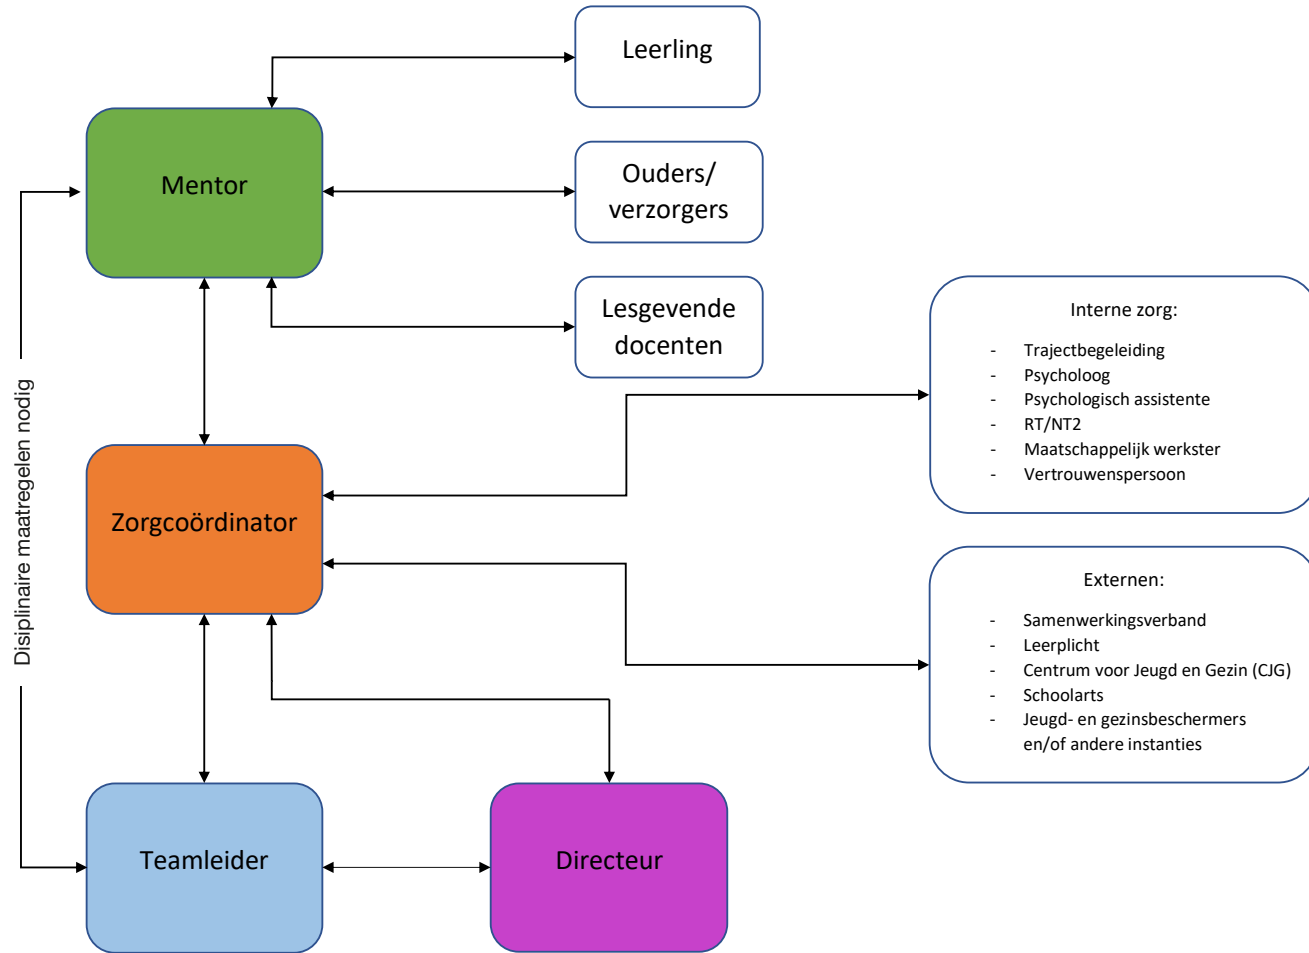 Leerling
Mentor
Ouders/
verzorgers
Lesgevende
docenten
Disiplinaire maatregelen nodig
Interne zorg:
- Trajectbegeleiding
- Psycholoog
- Psychologisch assistente
- RT/NT2
- Maatschappelijk werkster
- Vertrouwenspersoon
Zorgcoördinator
Externen:
- Samenwerkingsverband
- Leerplicht
- Centrum voor Jeugd en Gezin (CJG)
- Schoolarts
- Jeugd- en gezinsbeschermers
en/of andere instanties
Teamleider
Directeur